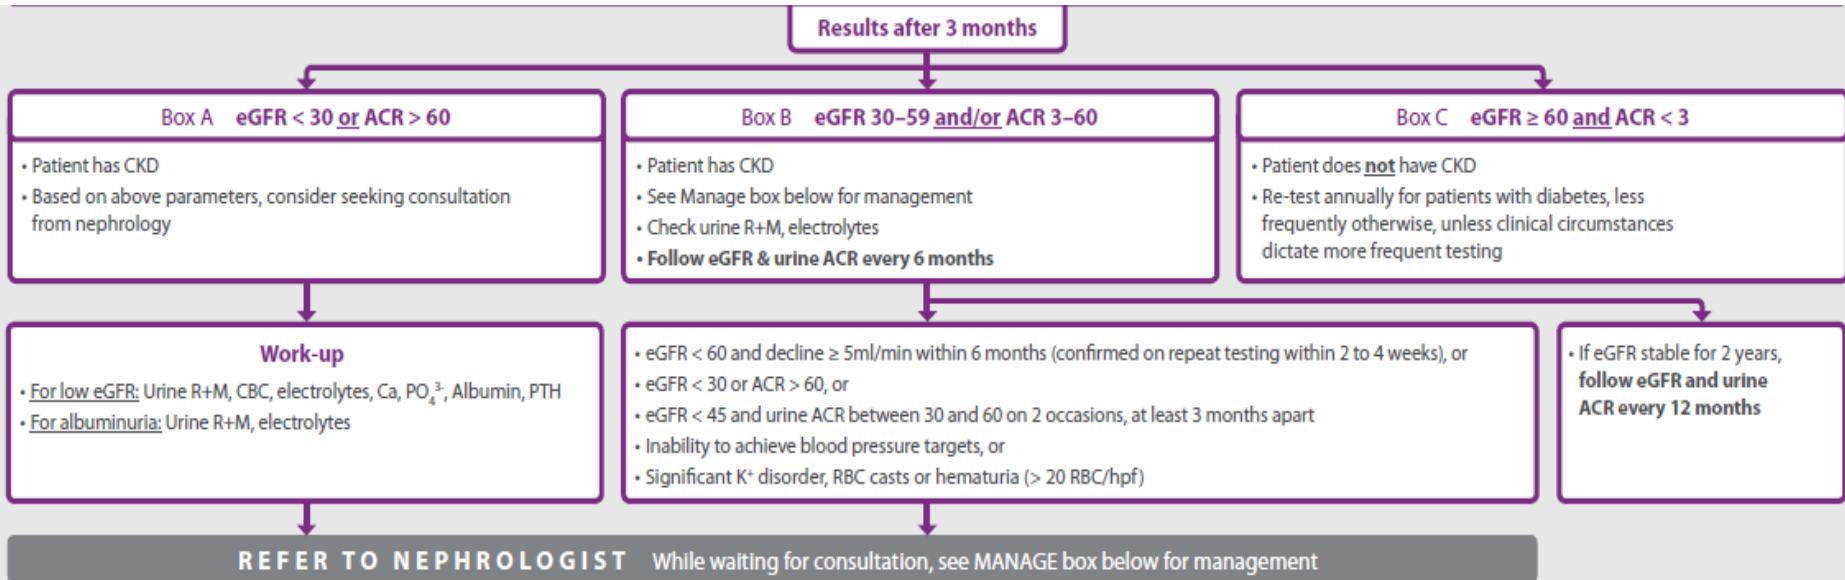 Results after 3 months
Box A eGFR < 30 or ACR > 60
• Patient has CKD
• Based on above parameters, consider seeking consultation
from nephrology
Box B eGFR 30–59 and/or ACR 3–60
• Patient has CKD
• See Manage box below for management
• Check urine R+M, electrolytes
• Follow eGFR & urine ACR every 6 months
Box C eGFR ≥ 60 and ACR < 3
• Patient does not have CKD
• Re-test annually for patients with diabetes, less
frequently otherwise, unless clinical circumstances
dictate more frequent testing
Work-up
• For low eGFR: Urine R+M, CBC, electrolytes, Ca, PO₄³⁻, Albumin, PTH
• For albuminuria: Urine R+M, electrolytes
• eGFR < 60 and decline ≥ 5ml/min within 6 months (confirmed on repeat testing within 2 to 4 weeks), or
• eGFR < 30 or ACR > 60, or
• eGFR < 45 and urine ACR between 30 and 60 on 2 occasions, at least 3 months apart
• Inability to achieve blood pressure targets, or
• Significant K⁺ disorder, RBC casts or hematuria (> 20 RBC/hpf)
• If eGFR stable for 2 years,
follow eGFR and urine
ACR every 12 months
REFER TO NEPHROLOGIST While waiting for consultation, see MANAGE box below for management